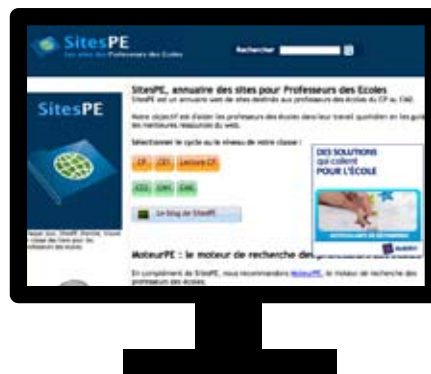 SitesPE
Les sites des Professeurs des Ecoles
Rechercher
SitesPE
SitesPE, annuaire des sites pour Professeurs des Ecoles
SitesPE est un annuaire web de sites destinés aux professeurs des écoles du CP au CM2.
Notre objectif est d'aider les professeurs des écoles dans leur travail quotidien en les guida
les meilleures ressources du web.
Sélectionner le cycle ou le niveau de votre classe :
CP CE1 Lecture CP
CE2 CM1 CM2
Le blog de SitesPE
DES SOLUTIONS
qui collent
POUR L'ÉCOLE
professeurs des écoles
MoteurPE : le moteur de recherche des
En complément de SitesPE, nous recommandons MoteurPE, le moteur de recherche des
professeurs des écoles.